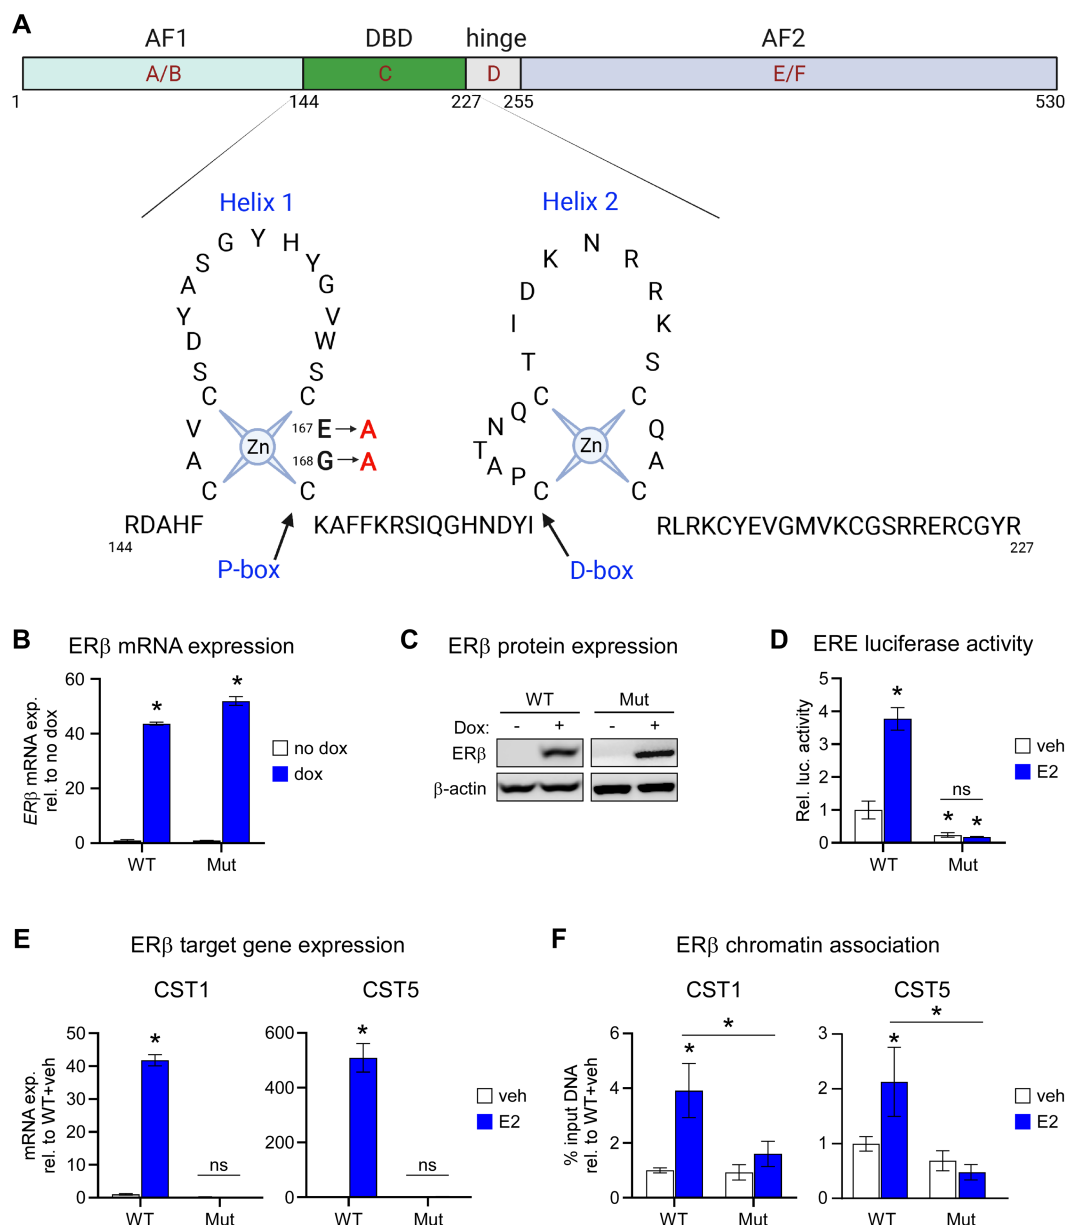 A
AF1 DBD hinge AF2
A/B C D E/F
1 144 227 255 530
Helix 1 Helix 2
C A V C S D Y A S G Y H Y G V W S C
Zn
167 E → A
168 G → A
C
C P A T N Q C T I D K N R R K S C Q A C
Zn
RDAHF KAFFKRSIQGHNDYI RLRKCYEVGMVKCGSRRERCGYR
144 227
P-box D-box
B ERβ mRNA expression
ERβ mRNA exp.
rel. to no dox
60
40
20
0
* *
WT Mut
no dox
dox
C ERβ protein expression
WT Mut
Dox: - + - +
ERβ
β-actin
D ERE luciferase activity
Rel. luc. activity
5
4
3
2
1
0
*
ns
* *
WT Mut
veh
E2
E ERβ target gene expression
CST1 CST5
mRNA exp.
rel. to WT+veh
50
40
30
20
10
0
*
ns
WT Mut
600
400
200
0
*
ns
WT Mut
veh
E2
F ERβ chromatin association
CST1 CST5
% input DNA
rel. to WT+veh
6
4
2
0
*
*
WT Mut
3
2
1
0
*
*
WT Mut
veh
E2